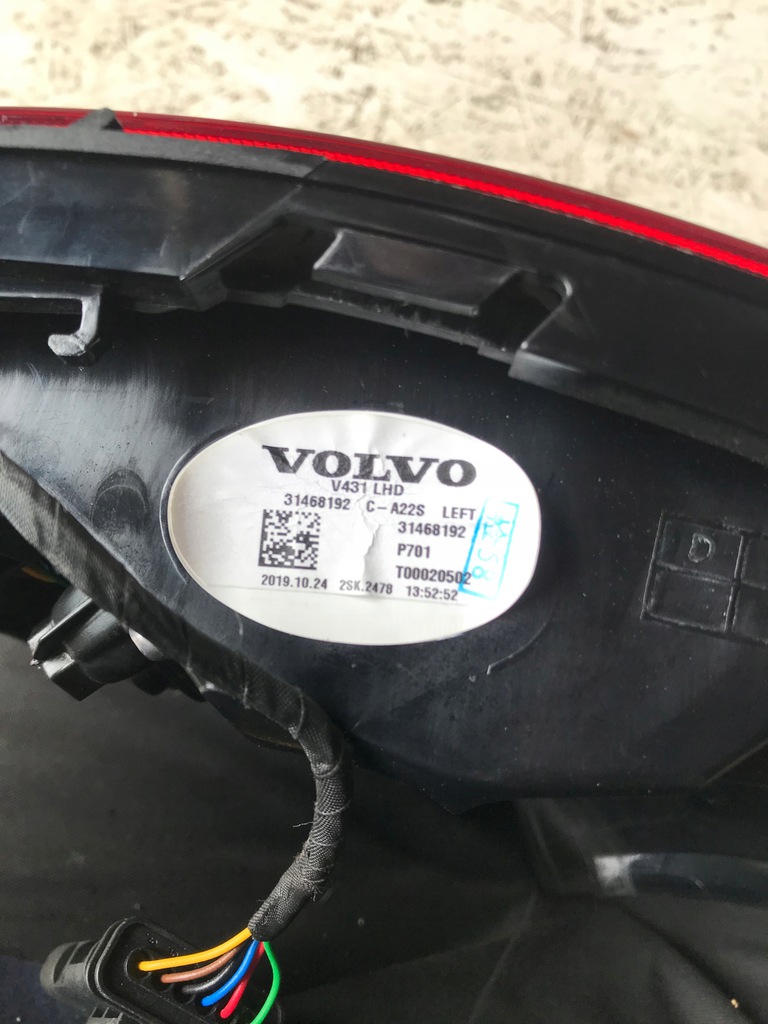 VOLVO
V431 LHD
31468192 C-A22S LEFT
31468192
P701
T00020502
2019.10.24 2SK.2478 13:52:52
D